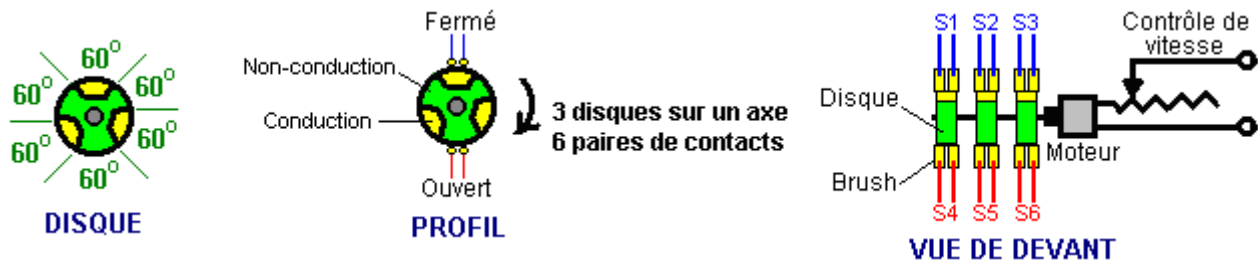 60°
60°
60°
60°
60°
60°
DISQUE
Fermé
Non-conduction
Conduction
3 disques sur un axe
6 paires de contacts
Ouvert
PROFIL
S1 S2 S3
Contrôle de
vitesse
Disque
Moteur
Brush
S4 S5 S6
VUE DE DEVANT